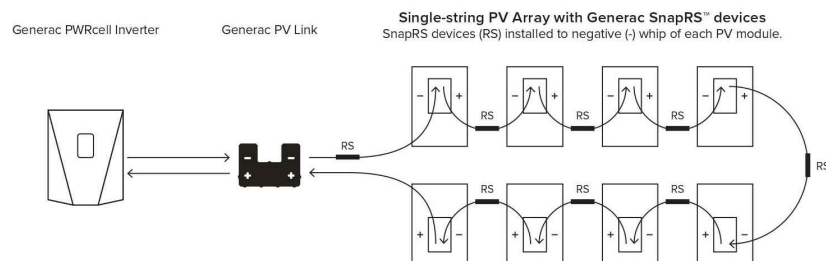 Single-string PV Array with Generac SnapRS™ devices
Generac PWRcell Inverter
Generac PV Link
SnapRS devices (RS) installed to negative (-) whip of each PV module.
− + − + − + − +
RS RS RS
− − RS
RS
+ +
RS RS RS
+ − + − + − + −